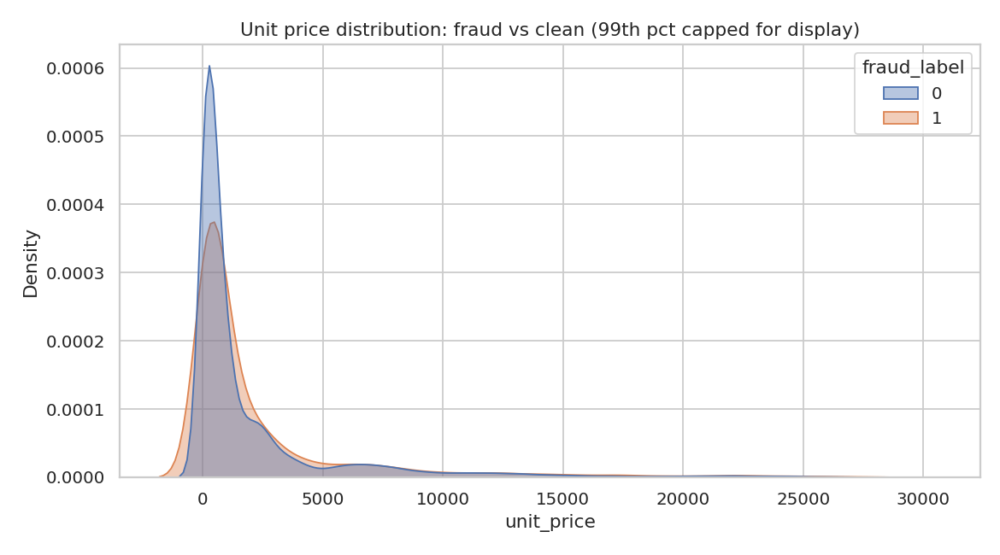 Unit price distribution: fraud vs clean (99th pct capped for display)
fraud_label
0
1
0.0006
0.0005
0.0004
0.0003
0.0002
0.0001
0.0000
Density
0 5000 10000 15000 20000 25000 30000
unit_price